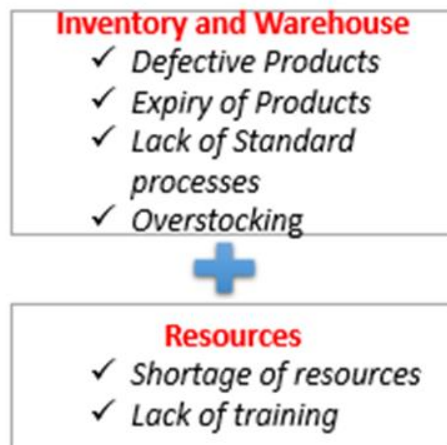 Inventory and Warehouse
✓ Defective Products
✓ Expiry of Products
✓ Lack of Standard
processes
✓ Overstocking
Resources
✓ Shortage of resources
✓ Lack of training